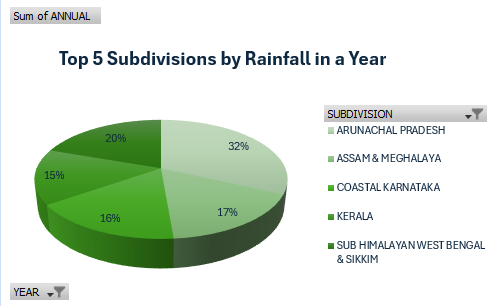 Sum of ANNUAL
Top 5 Subdivisions by Rainfall in a Year
SUBDIVISION
ARUNACHAL PRADESH
ASSAM & MEGHALAYA
COASTAL KARNATAKA
KERALA
SUB HIMALAYAN WEST BENGAL
& SIKKIM
32%
17%
16%
15%
20%
YEAR